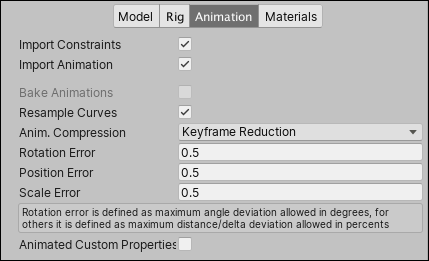 Model Rig Animation Materials
Import Constraints
Import Animation
Bake Animations
Resample Curves
Anim. Compression Keyframe Reduction
Rotation Error 0.5
Position Error 0.5
Scale Error 0.5
Rotation error is defined as maximum angle deviation allowed in degrees, for
others it is defined as maximum distance/delta deviation allowed in percents
Animated Custom Properties